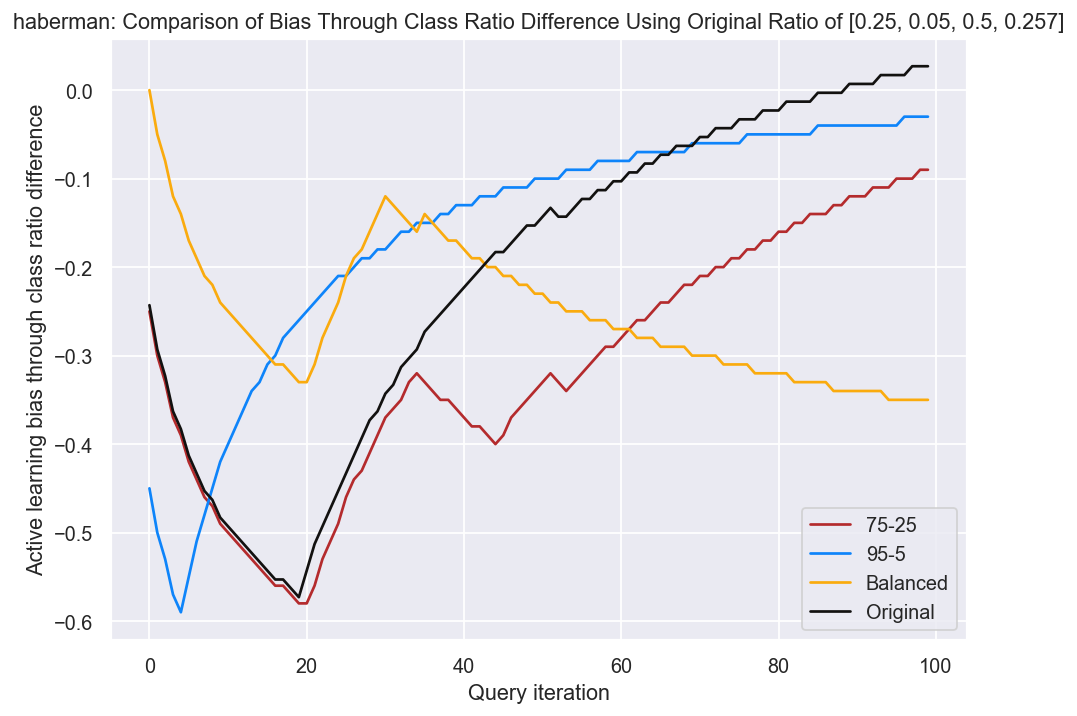 haberman: Comparison of Bias Through Class Ratio Difference Using Original Ratio of [0.25, 0.05, 0.5, 0.257]
Active learning bias through class ratio difference
0.0
−0.1
−0.2
−0.3
−0.4
−0.5
−0.6
75-25
95-5
Balanced
Original
0 20 40 60 80 100
Query iteration